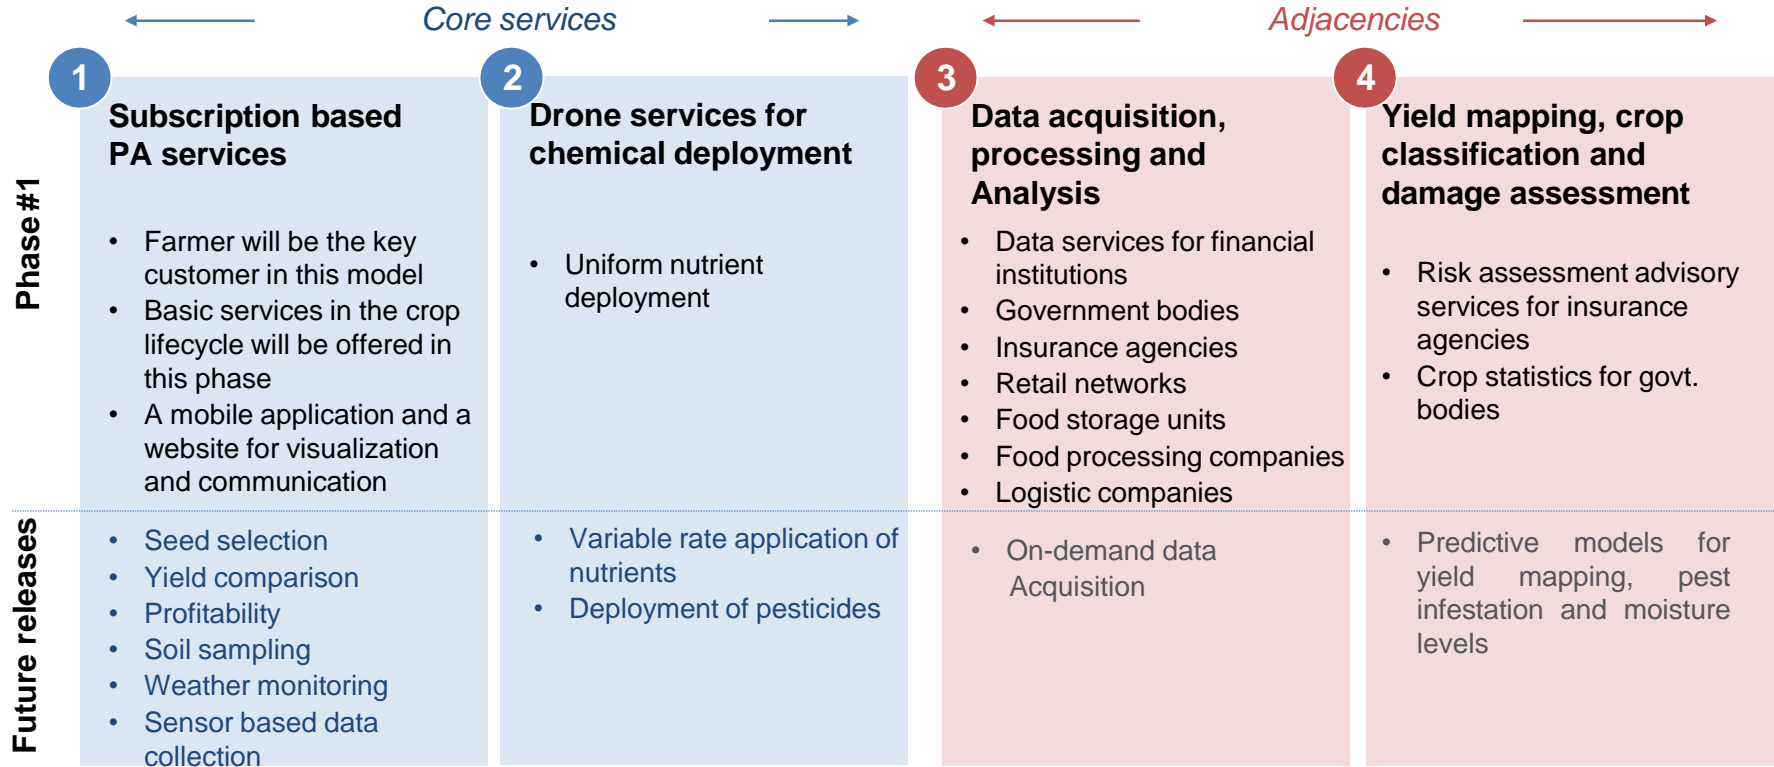 Core services
Adjacencies
1
2
3
4
Subscription based
PA services
Drone services for
chemical deployment
Data acquisition,
processing and
Analysis
Yield mapping, crop
classification and
damage assessment
Phase #1
• Farmer will be the key
customer in this model
• Basic services in the crop
lifecycle will be offered in
this phase
• A mobile application and a
website for visualization
and communication
• Uniform nutrient
deployment
• Data services for financial
institutions
• Government bodies
• Insurance agencies
• Retail networks
• Food storage units
• Food processing companies
• Logistic companies
• Risk assessment advisory
services for insurance
agencies
• Crop statistics for govt.
bodies
Future releases
• Seed selection
• Yield comparison
• Profitability
• Soil sampling
• Weather monitoring
• Sensor based data
collection
• Variable rate application of
nutrients
• Deployment of pesticides
• On-demand data
Acquisition
• Predictive models for
yield mapping, pest
infestation and moisture
levels